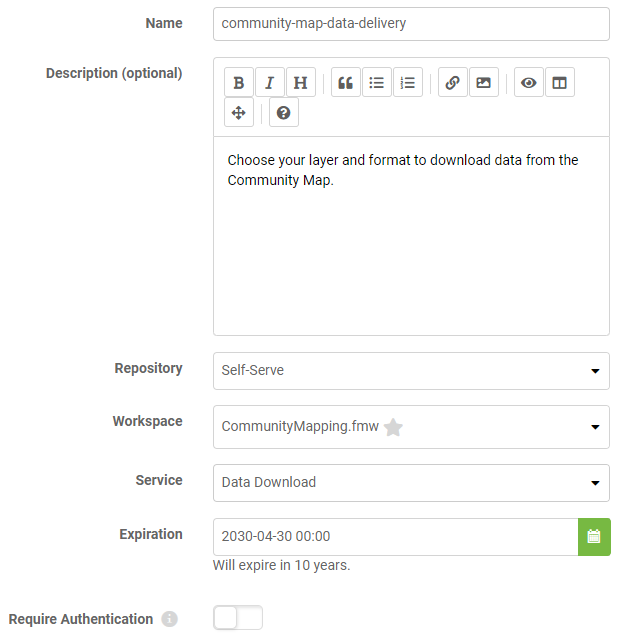 Name
community-map-data-delivery
Description (optional)
B I H
Choose your layer and format to download data from the
Community Map.
Repository
Self-Serve
Workspace
CommunityMapping.fmw
Service
Data Download
Expiration
2030-04-30 00:00
Will expire in 10 years.
Require Authentication